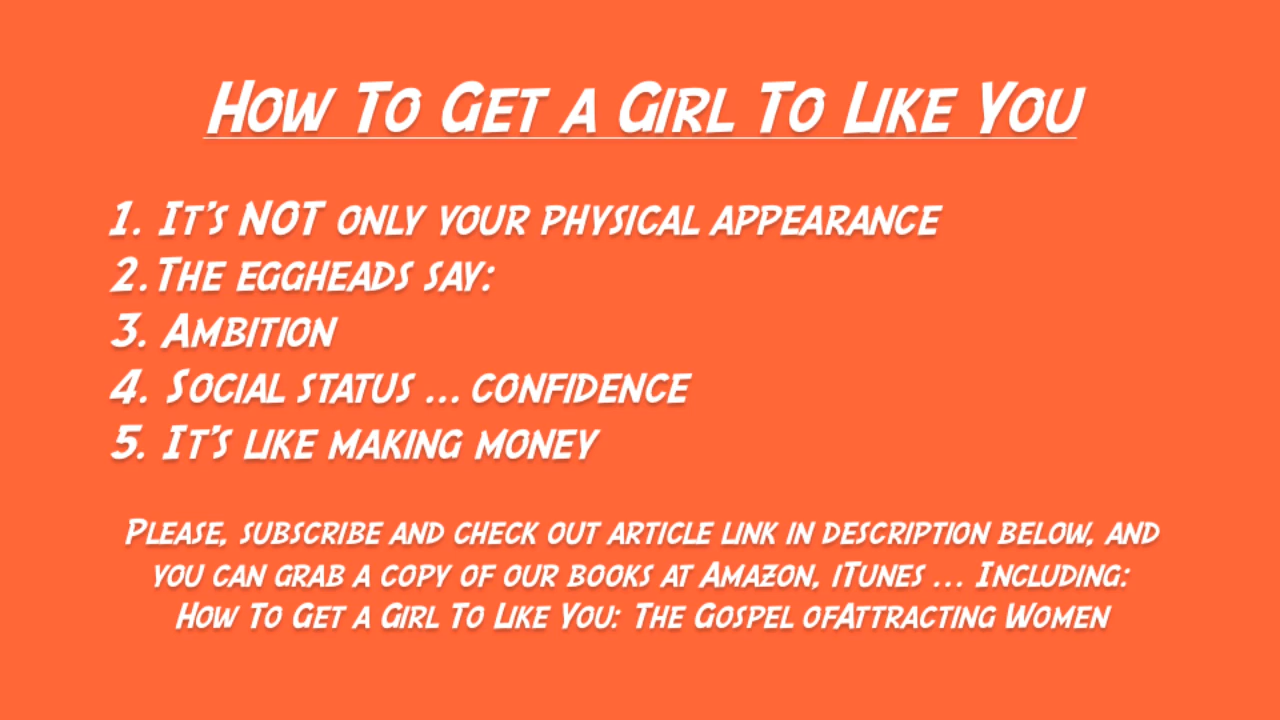 How To Get a Girl To Like You
1. It's NOT only your physical appearance
2. The eggheads say:
3. Ambition
4. Social status ... confidence
5. It's like making money
Please, subscribe and check out article link in description below, and
you can grab a copy of our books at Amazon, iTunes ... Including:
How To Get a Girl To Like You: The Gospel ofAttracting Women